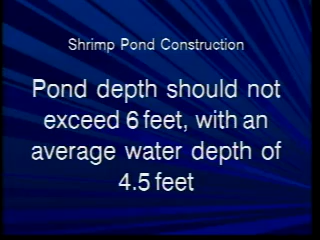 Shrimp Pond Construction
Pond depth should not
exceed 6 feet, with an
average water depth of
4.5 feet